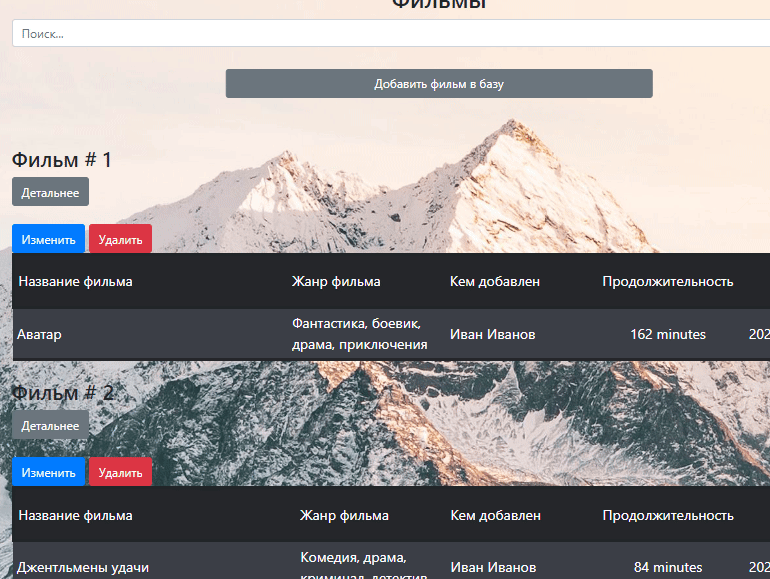 Фильмы
Поиск...
Добавить фильм в базу
Фильм # 1
Детальнее
Изменить Удалить
Название фильма Жанр фильма Кем добавлен Продолжительность
Аватар Фантастика, боевик, драма, приключения Иван Иванов 162 minutes 202
Фильм # 2
Детальнее
Изменить Удалить
Название фильма Жанр фильма Кем добавлен Продолжительность
Джентльмены удачи Комедия, драма, криминал, детектив Иван Иванов 84 minutes 202